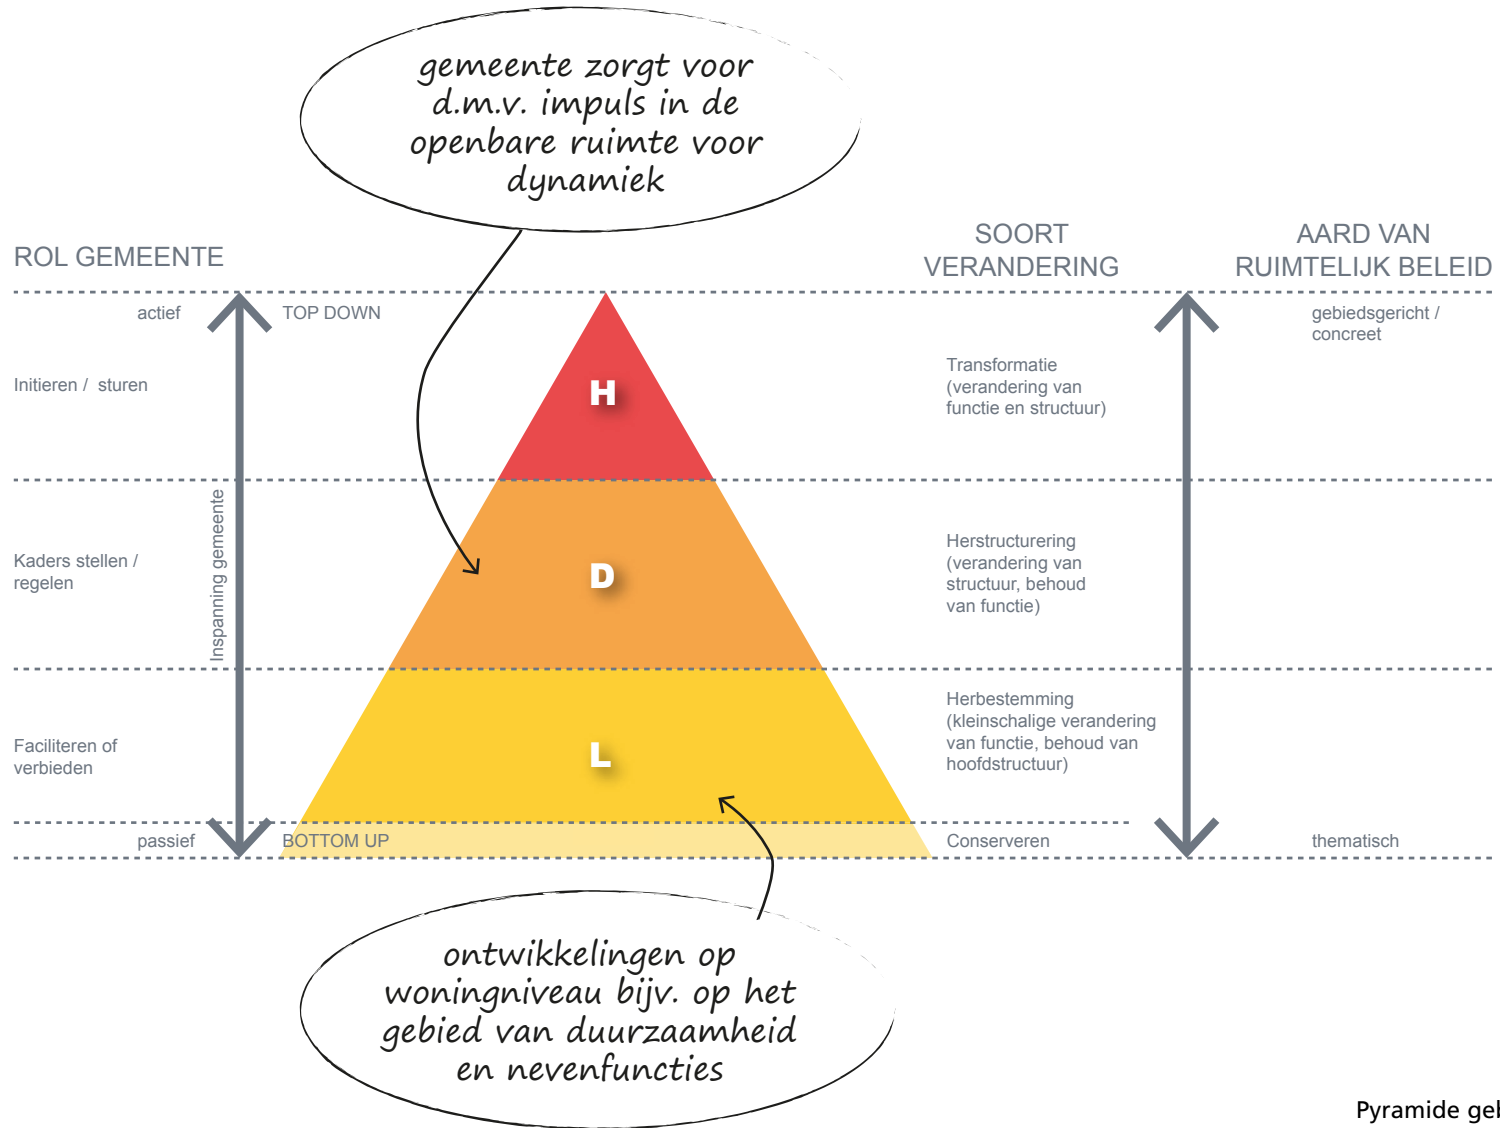 gemeente zorgt voor
d.m.v. impuls in de
openbare ruimte voor
dynamiek
ROL GEMEENTE
SOORT
VERANDERING
AARD VAN
RUIMTELIJK BELEID
actief
TOP DOWN
gebiedsgericht /
concreet
Initieren / sturen
H
Transformatie
(verandering van
functie en structuur)
Inspanning gemeente
Kaders stellen /
regelen
D
Herstructurering
(verandering van
structuur, behoud
van functie)
Faciliteren of
verbieden
L
Herbestemming
(kleinschalige verandering
van functie, behoud van
hoofdstructuur)
passief
BOTTOM UP
Conserveren
thematisch
ontwikkelingen op
woningniveau bijv. op het
gebied van duurzaamheid
en nevenfuncties
Pyramide